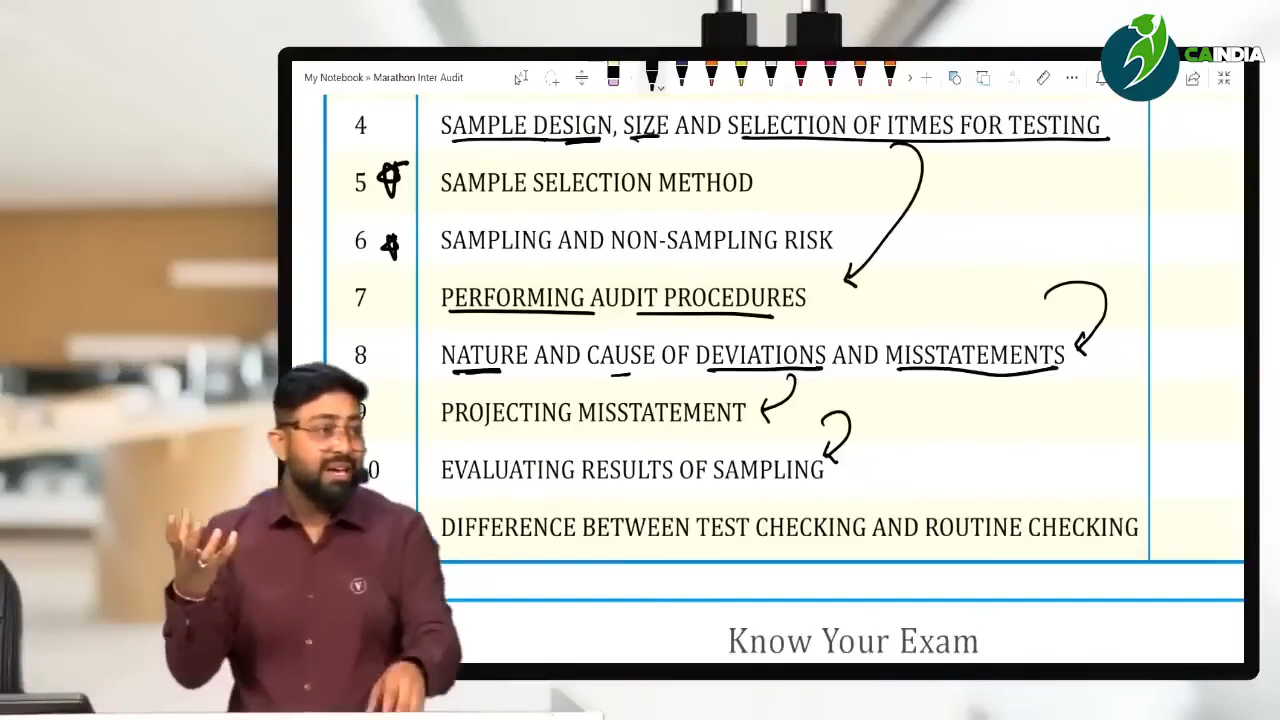 CAINDIA
My Notebook » Marathon Inter Audit
4 SAMPLE DESIGN, SIZE AND SELECTION OF ITMES FOR TESTING
5 SAMPLE SELECTION METHOD
6 SAMPLING AND NON-SAMPLING RISK
7 PERFORMING AUDIT PROCEDURES
8 NATURE AND CAUSE OF DEVIATIONS AND MISSTATEMENTS
PROJECTING MISSTATEMENT
0 EVALUATING RESULTS OF SAMPLING
DIFFERENCE BETWEEN TEST CHECKING AND ROUTINE CHECKING
Know Your Exam
V